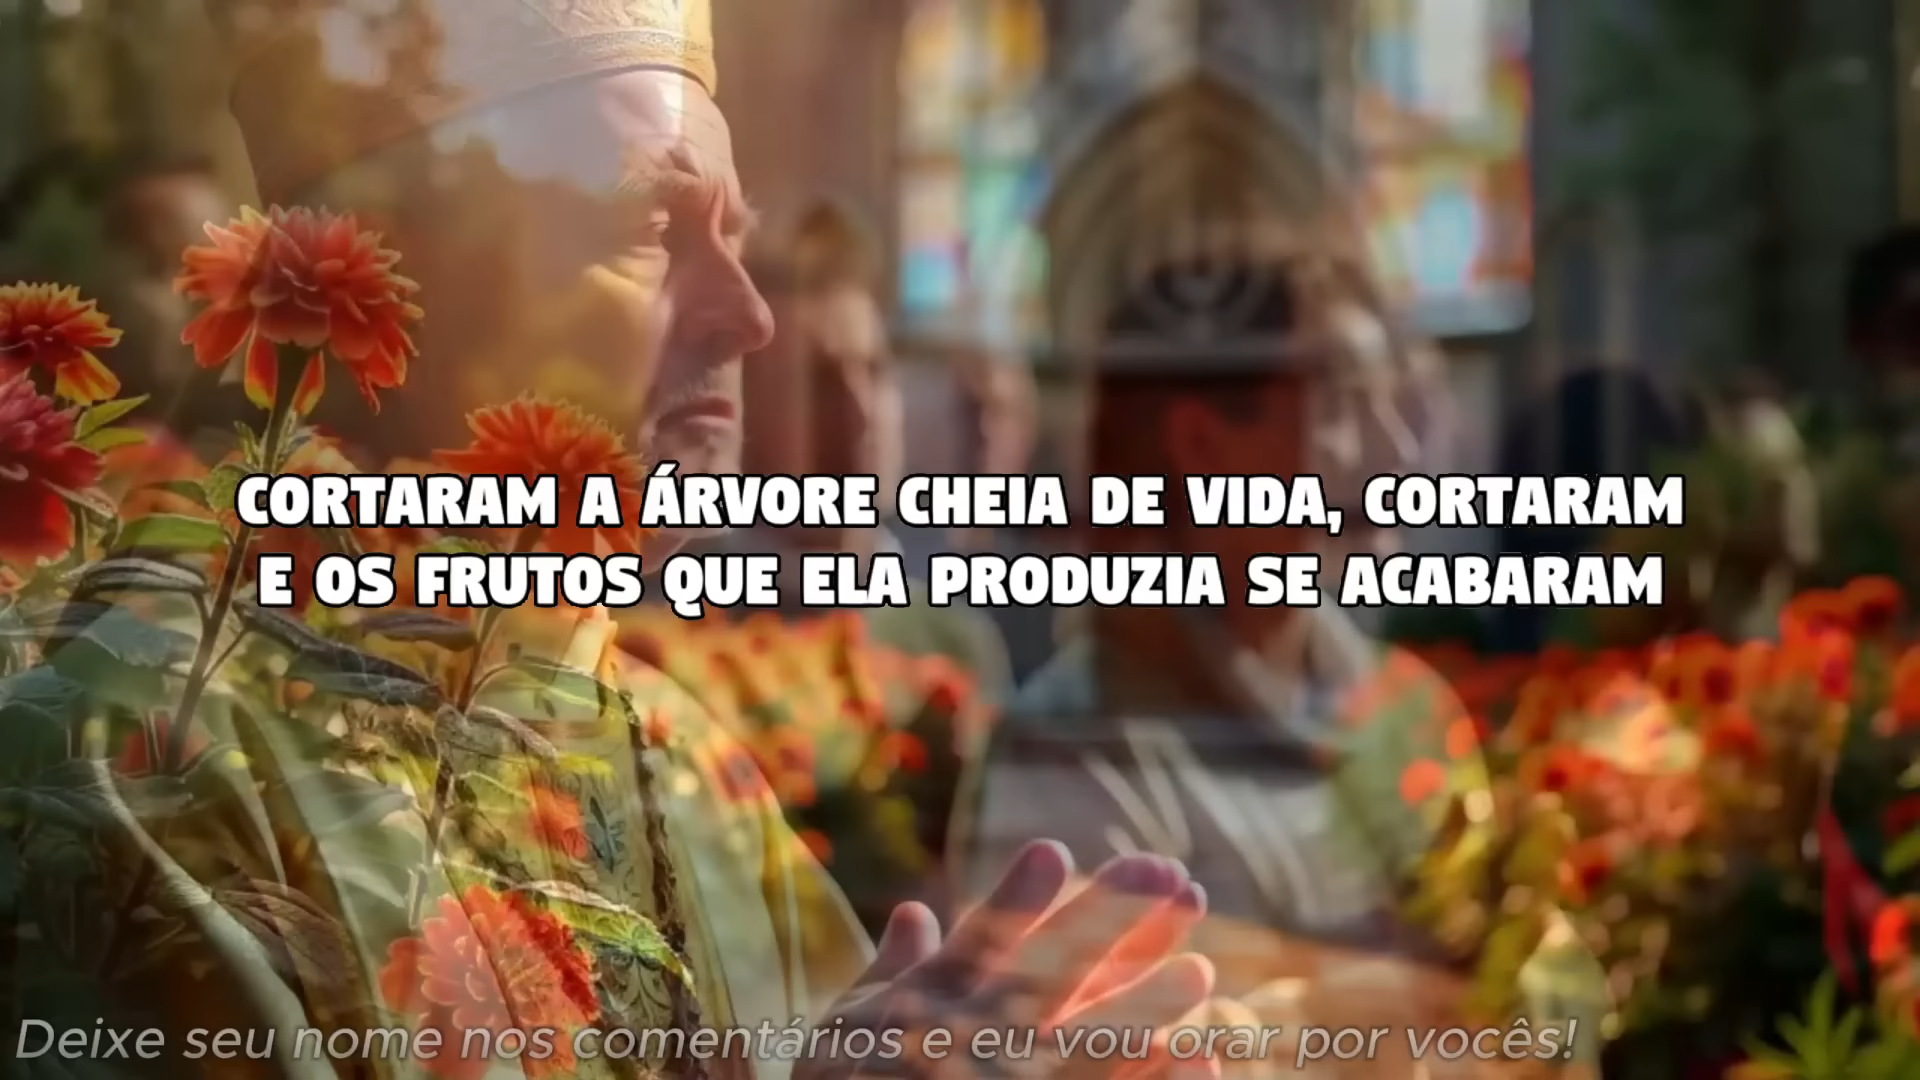 CORTARAM A ÁRVORE CHEIA DE VIDA, CORTARAM
E OS FRUTOS QUE ELA PRODUZIA SE ACABARAM
Deixe seu nome nos comentários e eu vou orar por vocês!